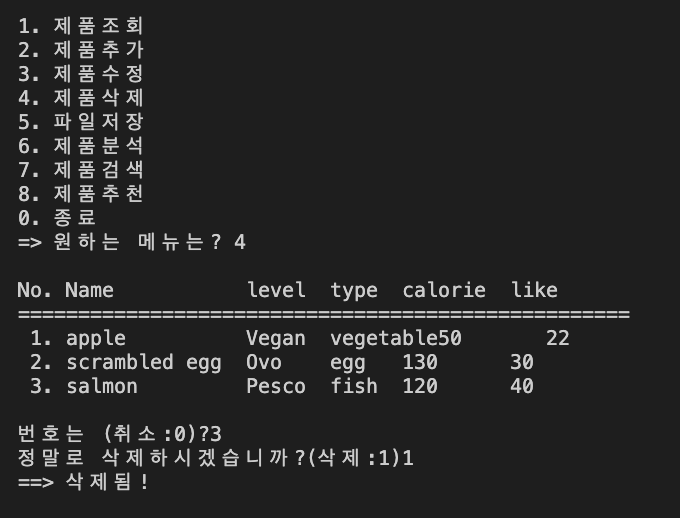 1. 제품조회
2. 제품추가
3. 제품수정
4. 제품삭제
5. 파일저장
6. 제품분석
7. 제품검색
8. 제품추천
0. 종료
=> 원하는 메뉴는? 4
No. Name level type calorie like
===================================================
1. apple Vegan vegetable50 22
2. scrambled egg Ovo egg 130 30
3. salmon Pesco fish 120 40
번호는 (취소:0)?3
정말로 삭제하시겠습니까?(삭제:1)1
==> 삭제됨!